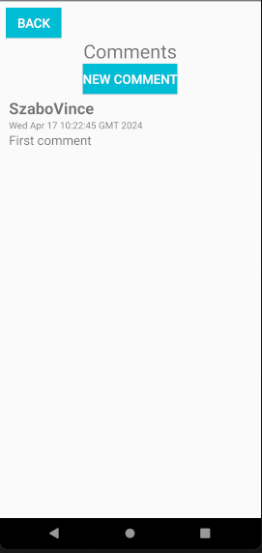 BACK
Comments
NEW COMMENT
SzaboVince
Wed Apr 17 10:22:45 GMT 2024
First comment